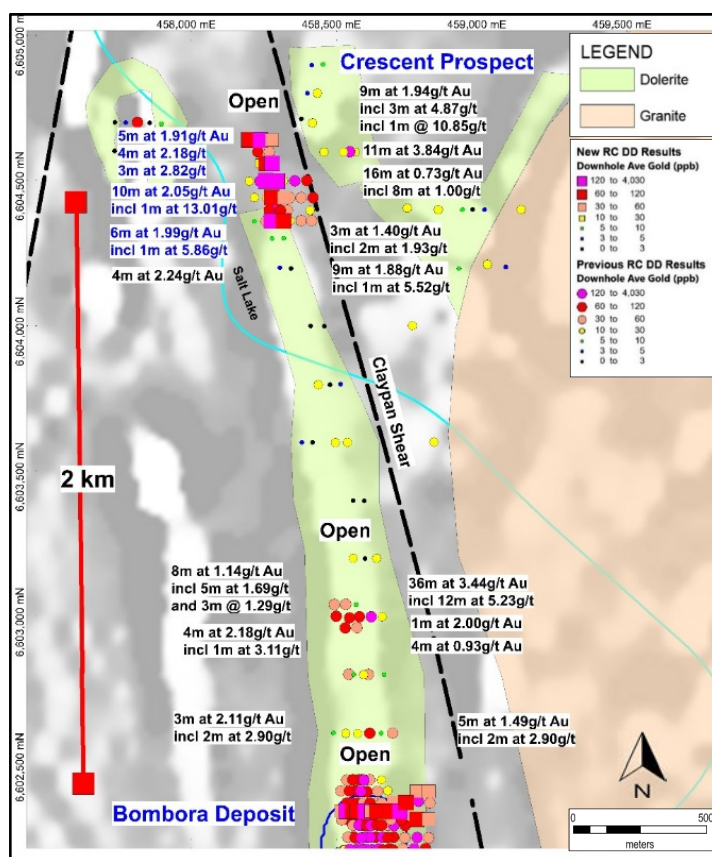 458,000 mE
458,500 mE
459,000 mE
459,500 mE
6,605,000 m
6,604,500 mN
6,604,000 mN
6,603,500 mN
6,603,000 mN
6,602,500 mN
Crescent Prospect
Open
9m at 1.94g/t Au
incl 3m at 4.87g/t
incl 1m @ 10.85g/t
11m at 3.84g/t Au
16m at 0.73g/t Au
incl 8m at 1.00g/t
5m at 1.91g/t Au
4m at 2.18g/t
3m at 2.82g/t
10m at 2.05g/t Au
incl 1m at 13.01g/t
6m at 1.99g/t Au
incl 1m at 5.86g/t
4m at 2.24g/t Au
3m at 1.40g/t Au
incl 2m at 1.93g/t
9m at 1.88g/t Au
incl 1m at 5.52g/t
Salt Lake
Claypan Shear
2 km
Open
8m at 1.14g/t Au
incl 5m at 1.69g/t
and 3m @ 1.29g/t
4m at 2.18g/t Au
incl 1m at 3.11g/t
36m at 3.44g/t Au
incl 12m at 5.23g/t
1m at 2.00g/t Au
4m at 0.93g/t Au
3m at 2.11g/t Au
incl 2m at 2.90g/t
5m at 1.49g/t Au
incl 2m at 2.90g/t
Open
Bombora Deposit
LEGEND
Dolerite
Granite
New RC DD Results
Downhole Ave Gold (ppb)
120 to 4,030
60 to 120
30 to 60
10 to 30
5 to 10
3 to 5
0 to 3
Previous RC DD Results
Downhole Ave Gold (ppb)
120 to 4,030
60 to 120
30 to 60
10 to 30
5 to 10
3 to 5
0 to 3
N
0
500
meters